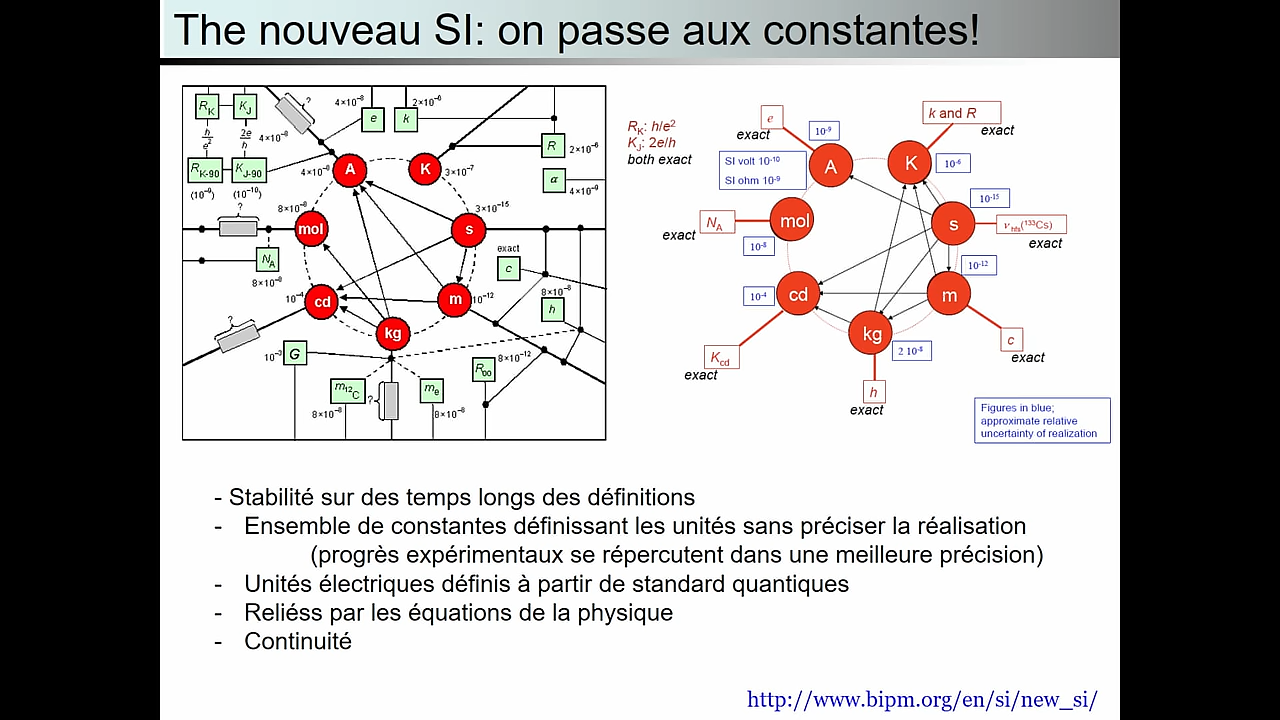 The nouveau SI: on passe aux constantes!
R_K K_J ? 4×10⁻⁸ e 2×10⁻⁶ k
h/e² 2e/h 4×10⁻⁸
R 2×10⁻⁶
R_K-90 K_J-90
(10⁻⁹) (10⁻¹⁰)
4×10⁻⁸ A K 3×10⁻⁷
α 4×10⁻⁹
? 8×10⁻⁸ mol 3×10⁻¹⁵ s
N_A 8×10⁻⁸
exact c
10⁻⁴ cd m 10⁻¹² 8×10⁻⁸ h
? kg
10⁻³ G 8×10⁻¹² R_∞
m_12C ? m_e
8×10⁻⁸ 8×10⁻⁸
R_K: h/e²
K_J: 2e/h
both exact
e exact 10⁻⁹ A
k and R exact K 10⁻⁶
SI volt 10⁻¹⁰
SI ohm 10⁻⁹
10⁻¹⁵ s ν_hfs(¹³³Cs) exact
N_A exact mol 10⁻⁸
10⁻¹² m c exact
10⁻⁴ cd K_cd exact
kg 2 10⁻⁸ h exact
Figures in blue;
approximate relative
uncertainty of realization
- Stabilité sur des temps longs des définitions
- Ensemble de constantes définissant les unités sans préciser la réalisation
(progrès expérimentaux se répercutent dans une meilleure précision)
- Unités électriques définis à partir de standard quantiques
- Reliéss par les équations de la physique
- Continuité
http://www.bipm.org/en/si/new_si/